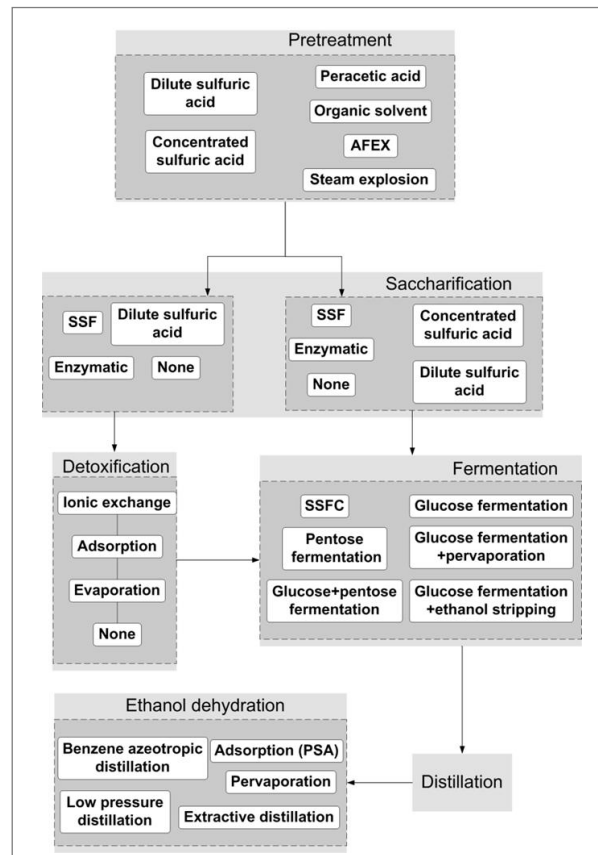 Pretreatment
Dilute sulfuric
acid
Concentrated
sulfuric acid
Peracetic acid
Organic solvent
AFEX
Steam explosion
Saccharification
SSF
Dilute sulfuric
acid
Enzymatic
None
SSF
Enzymatic
None
Concentrated
sulfuric acid
Dilute sulfuric
acid
Detoxification
Ionic exchange
Adsorption
Evaporation
None
Fermentation
SSFC
Pentose
fermentation
Glucose+pentose
fermentation
Glucose fermentation
Glucose fermentation
+pervaporation
Glucose fermentation
+ethanol stripping
Ethanol dehydration
Benzene azeotropic
distillation
Adsorption (PSA)
Pervaporation
Low pressure
distillation
Extractive distillation
Distillation